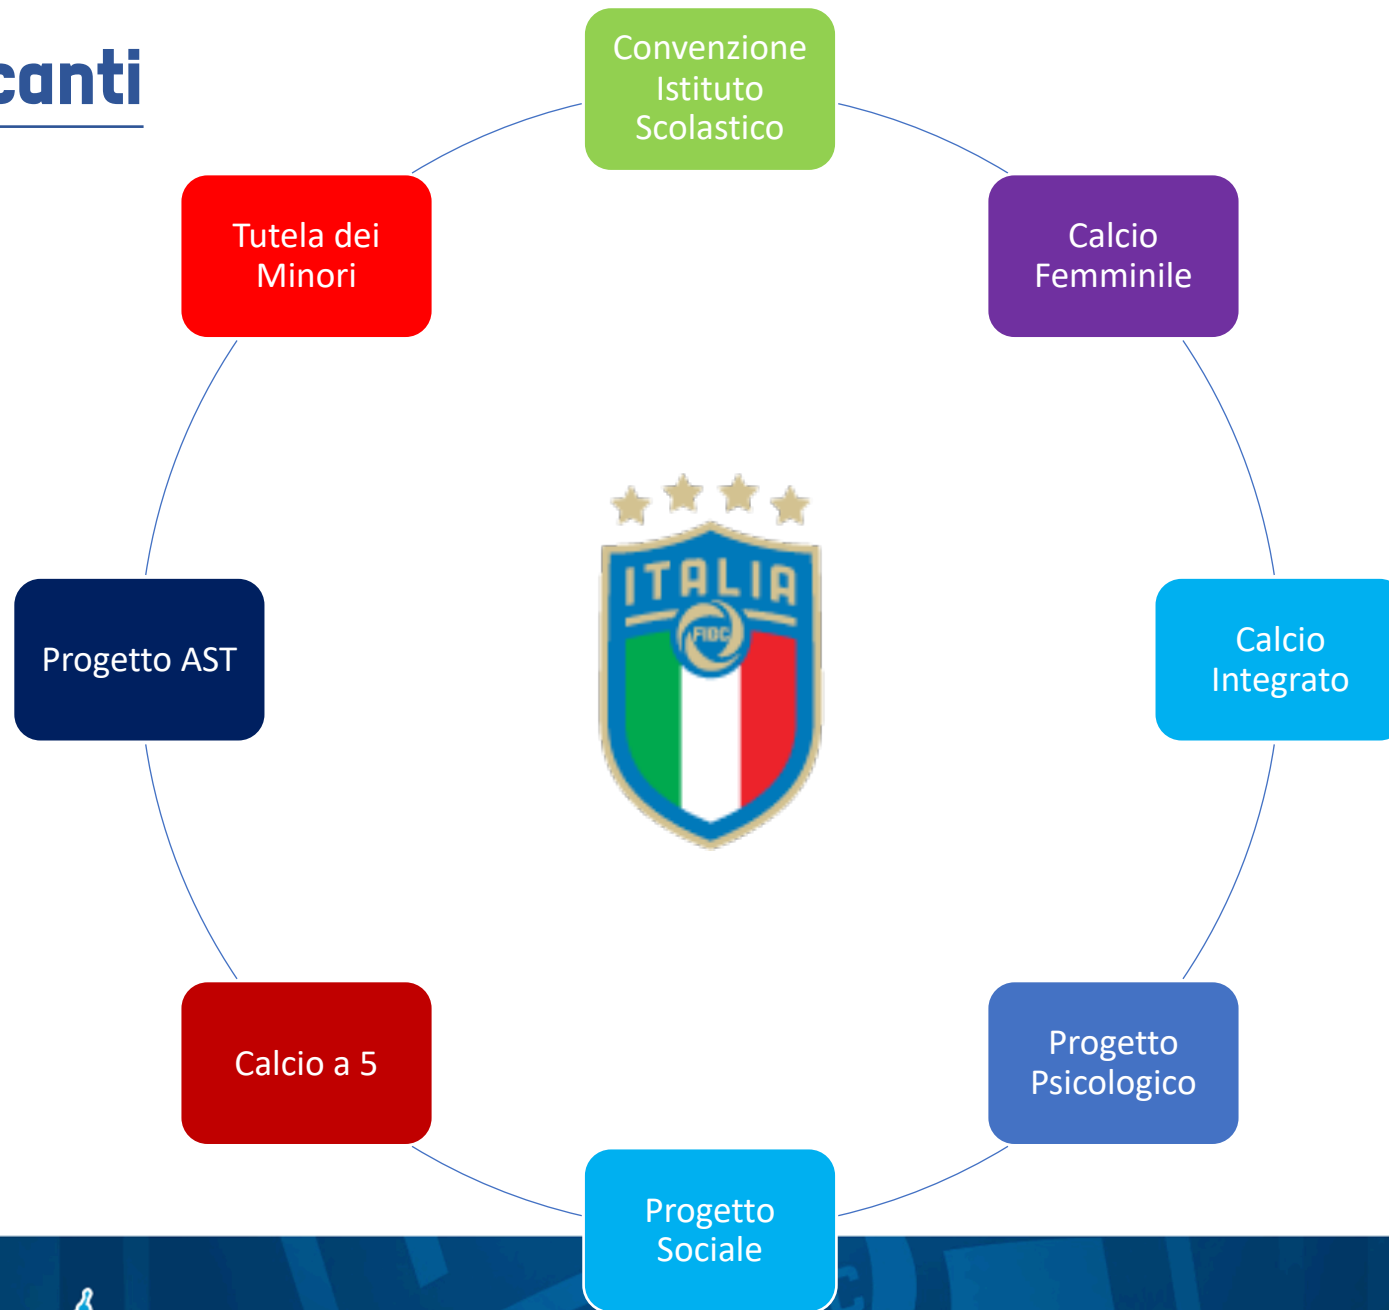 canti
Convenzione
Istituto
Scolastico
Tutela dei
Minori
Calcio
Femminile
ITALIA
FIGC
Progetto AST
Calcio
Integrato
Calcio a 5
Progetto
Psicologico
Progetto
Sociale